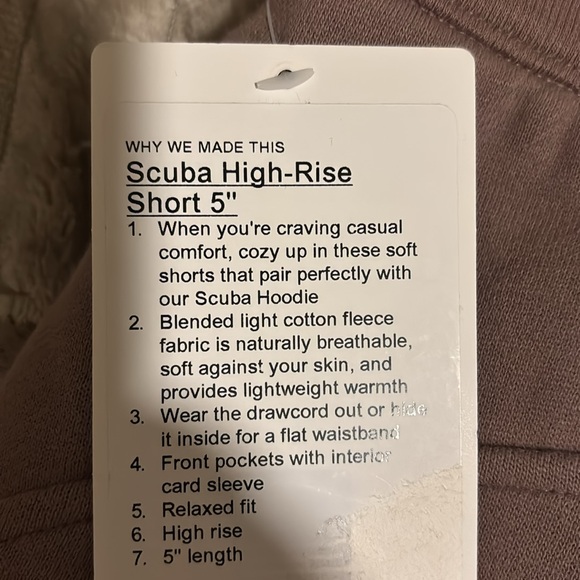 WHY WE MADE THIS
Scuba High-Rise
Short 5"
1. When you're craving casual
comfort, cozy up in these soft
shorts that pair perfectly with
our Scuba Hoodie
2. Blended light cotton fleece
fabric is naturally breathable,
soft against your skin, and
provides lightweight warmth
3. Wear the drawcord out or hide
it inside for a flat waistband
4. Front pockets with interior
card sleeve
5. Relaxed fit
6. High rise
7. 5" length